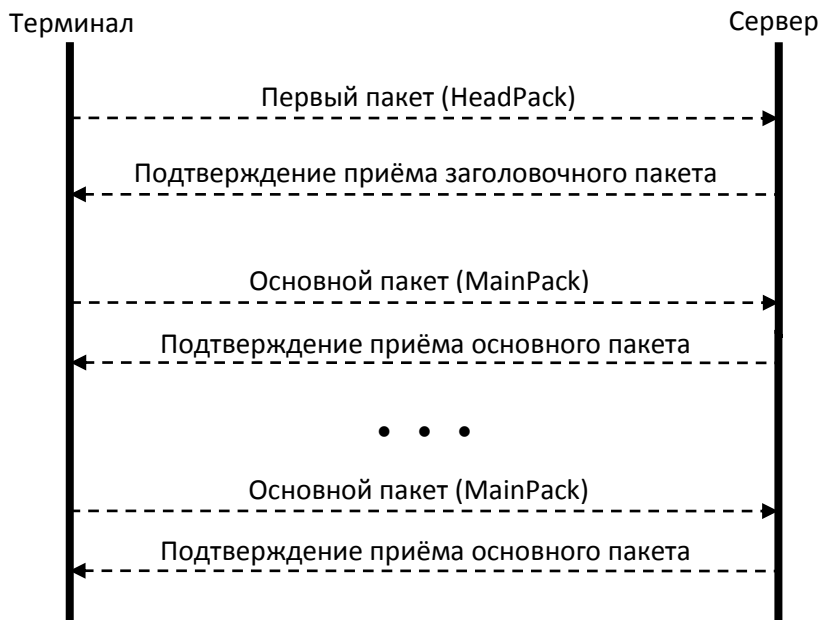 Терминал
Сервер
Первый пакет (HeadPack)
Подтверждение приёма заголовочного пакета
Основной пакет (MainPack)
Подтверждение приёма основного пакета
• • •
Основной пакет (MainPack)
Подтверждение приёма основного пакета